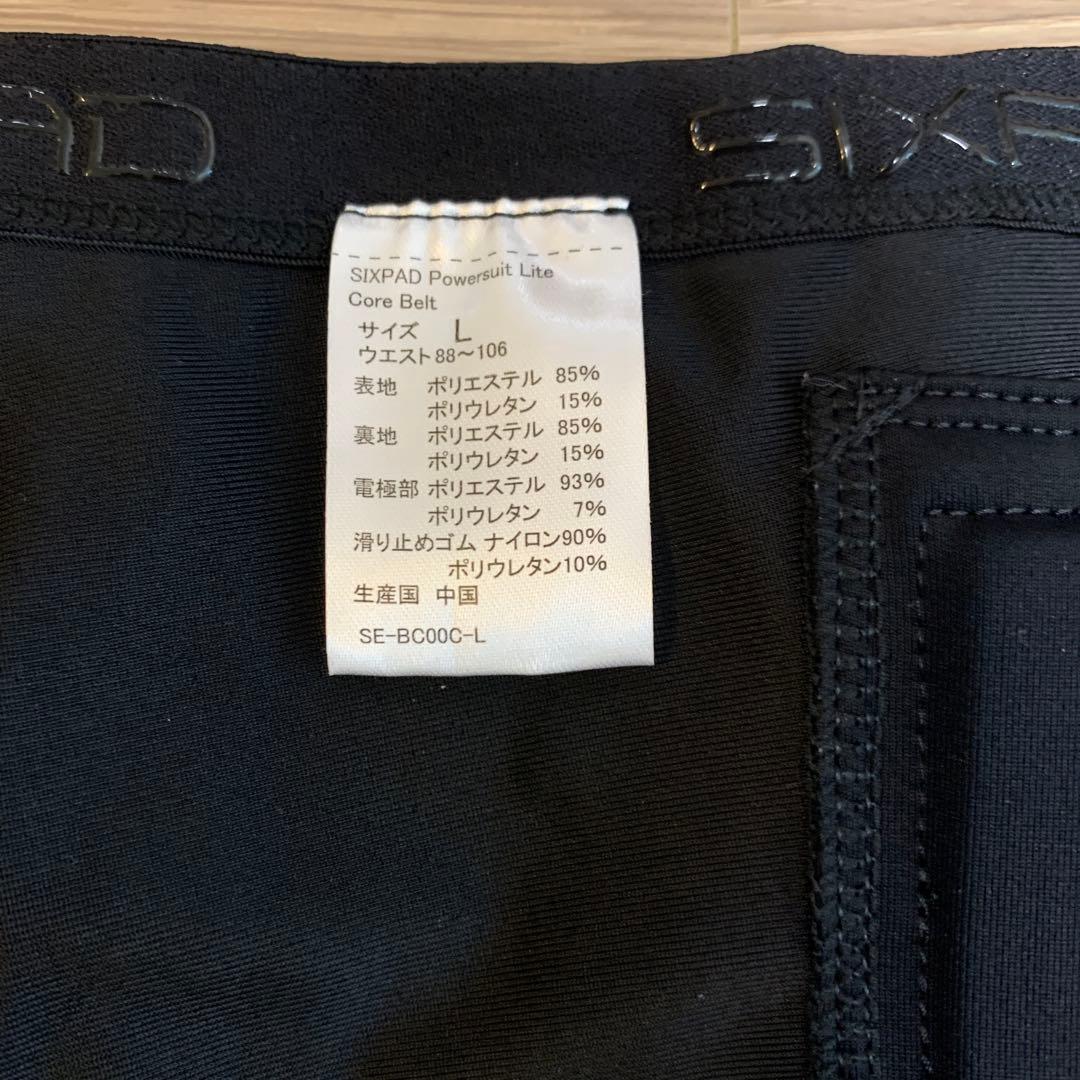 PAD SIXP
SIXPAD Powersuit Lite
Core Belt
サイズ L
ウエスト88～106
表地 ポリエステル 85%
ポリウレタン 15%
裏地 ポリエステル 85%
ポリウレタン 15%
電極部 ポリエステル 93%
ポリウレタン 7%
滑り止めゴム ナイロン90%
ポリウレタン10%
生産国 中国
SE-BC00C-L